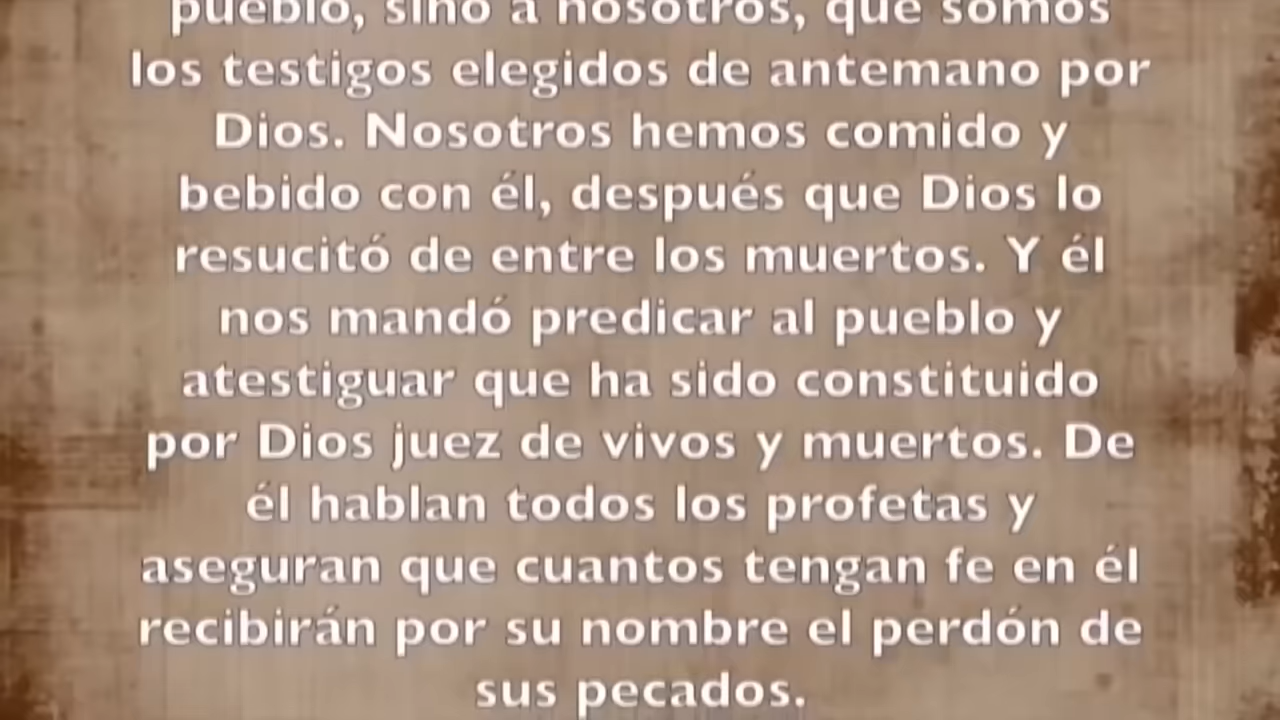 pueblo, sino a nosotros, que somos
los testigos elegidos de antemano por
Dios. Nosotros hemos comido y
bebido con él, después que Dios lo
resucitó de entre los muertos. Y él
nos mandó predicar al pueblo y
atestiguar que ha sido constituido
por Dios juez de vivos y muertos. De
él hablan todos los profetas y
aseguran que cuantos tengan fe en él
recibirán por su nombre el perdón de
sus pecados.